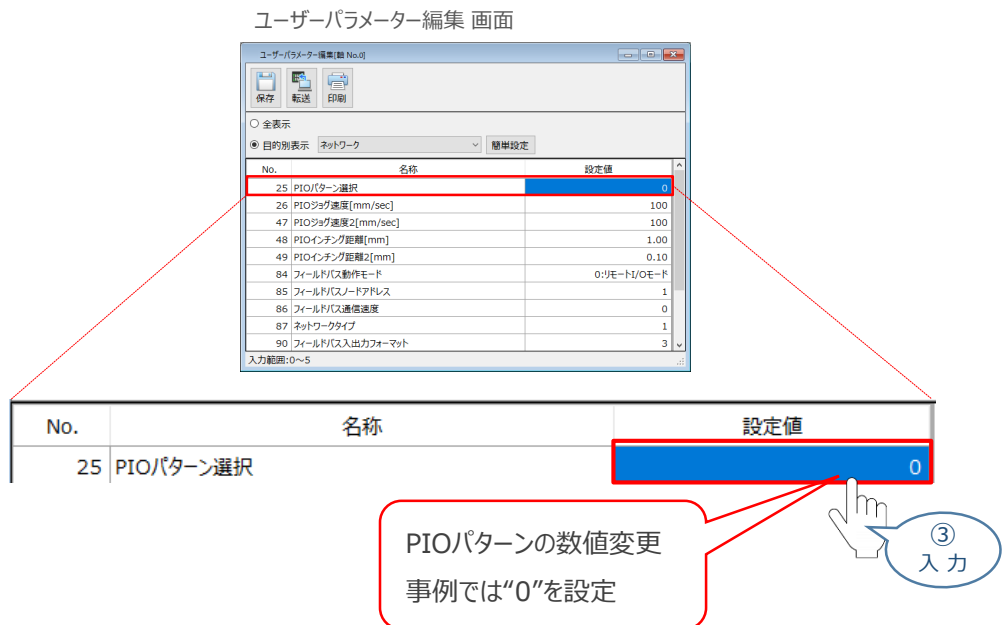 ユーザーパラメーター編集 画面
ユーザーパラメーター編集[軸 No.0]
保存 転送 印刷
全表示
目的別表示 ネットワーク 簡単設定
No. 名称 設定値
25 PIOパターン選択 0
26 PIOジョグ速度[mm/sec] 100
47 PIOジョグ速度2[mm/sec] 100
48 PIOインチング距離[mm] 1.00
49 PIOインチング距離2[mm] 0.10
84 フィールドバス動作モード 0:リモートI/Oモード
85 フィールドバスノードアドレス 1
86 フィールドバス通信速度 0
87 ネットワークタイプ 1
90 フィールドバス入出力フォーマット 3
入力範囲:0～5
No. 名称 設定値
25 PIOパターン選択 0
PIOパターンの数値変更
事例では“0”を設定
③
入力